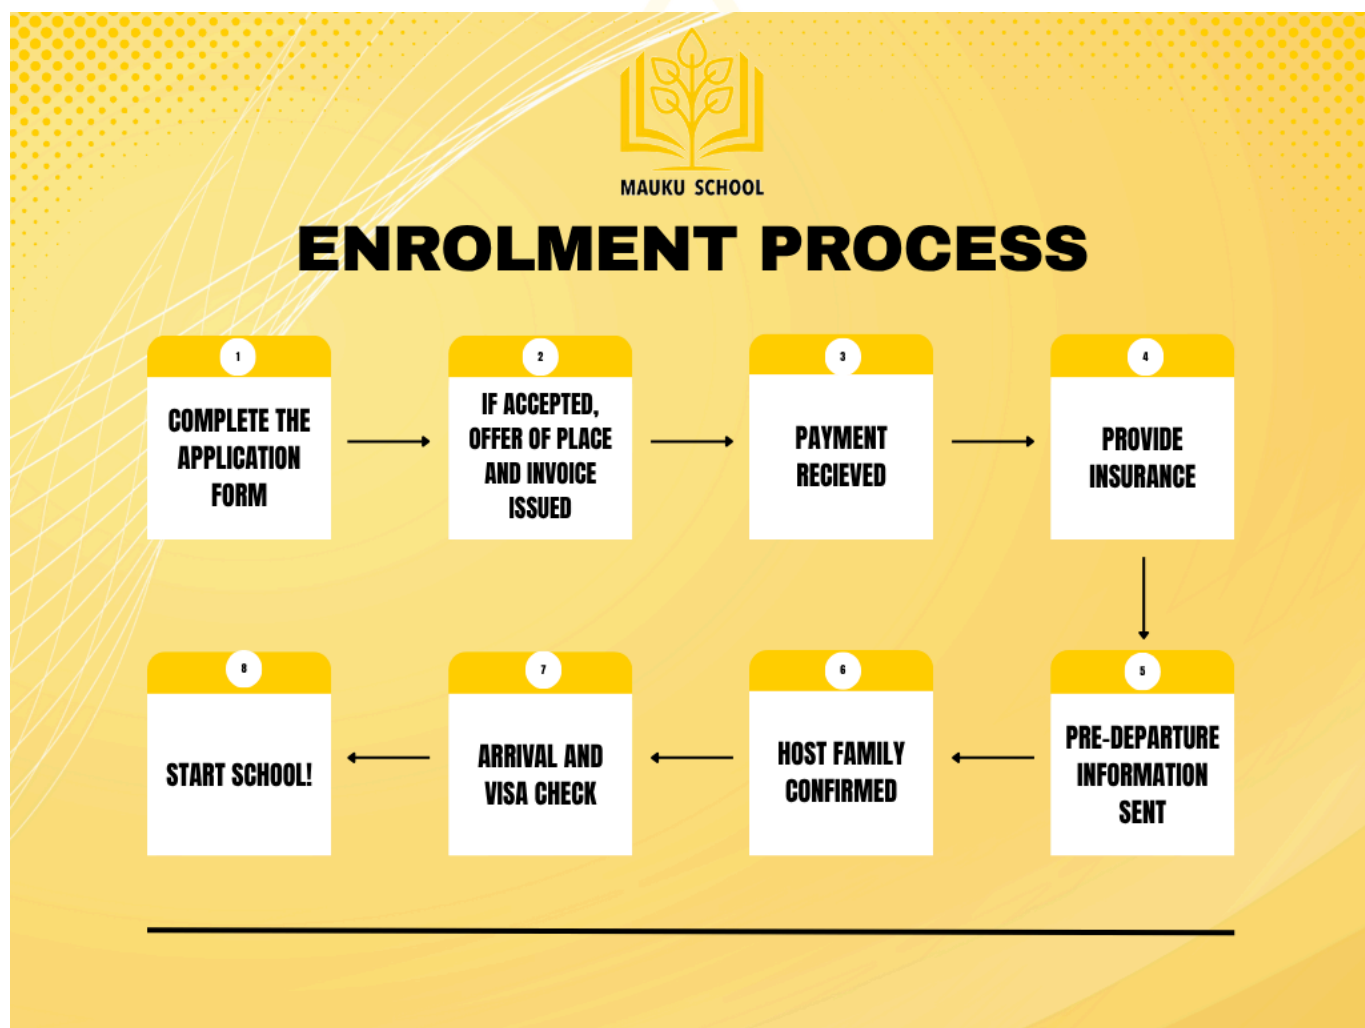 MAUKU SCHOOL
ENROLMENT PROCESS
1
COMPLETE THE
APPLICATION
FORM
2
IF ACCEPTED,
OFFER OF PLACE
AND INVOICE
ISSUED
3
PAYMENT
RECIEVED
4
PROVIDE
INSURANCE
5
PRE-DEPARTURE
INFORMATION
SENT
6
HOST FAMILY
CONFIRMED
7
ARRIVAL AND
VISA CHECK
8
START SCHOOL!